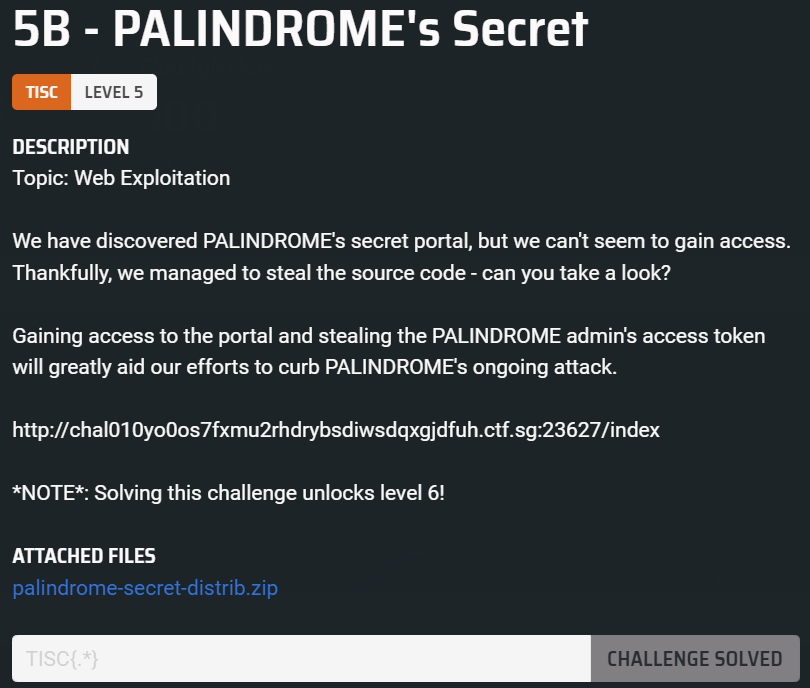 5B - PALINDROME's Secret
TISC LEVEL 5
DESCRIPTION
Topic: Web Exploitation
We have discovered PALINDROME's secret portal, but we can't seem to gain access.
Thankfully, we managed to steal the source code - can you take a look?
Gaining access to the portal and stealing the PALINDROME admin's access token
will greatly aid our efforts to curb PALINDROME's ongoing attack.
http://chal010yo0os7fxmu2rhdrybsdiwsdqxgjdfuh.ctf.sg:23627/index
*NOTE*: Solving this challenge unlocks level 6!
ATTACHED FILES
palindrome-secret-distrib.zip
TISC{.*} CHALLENGE SOLVED